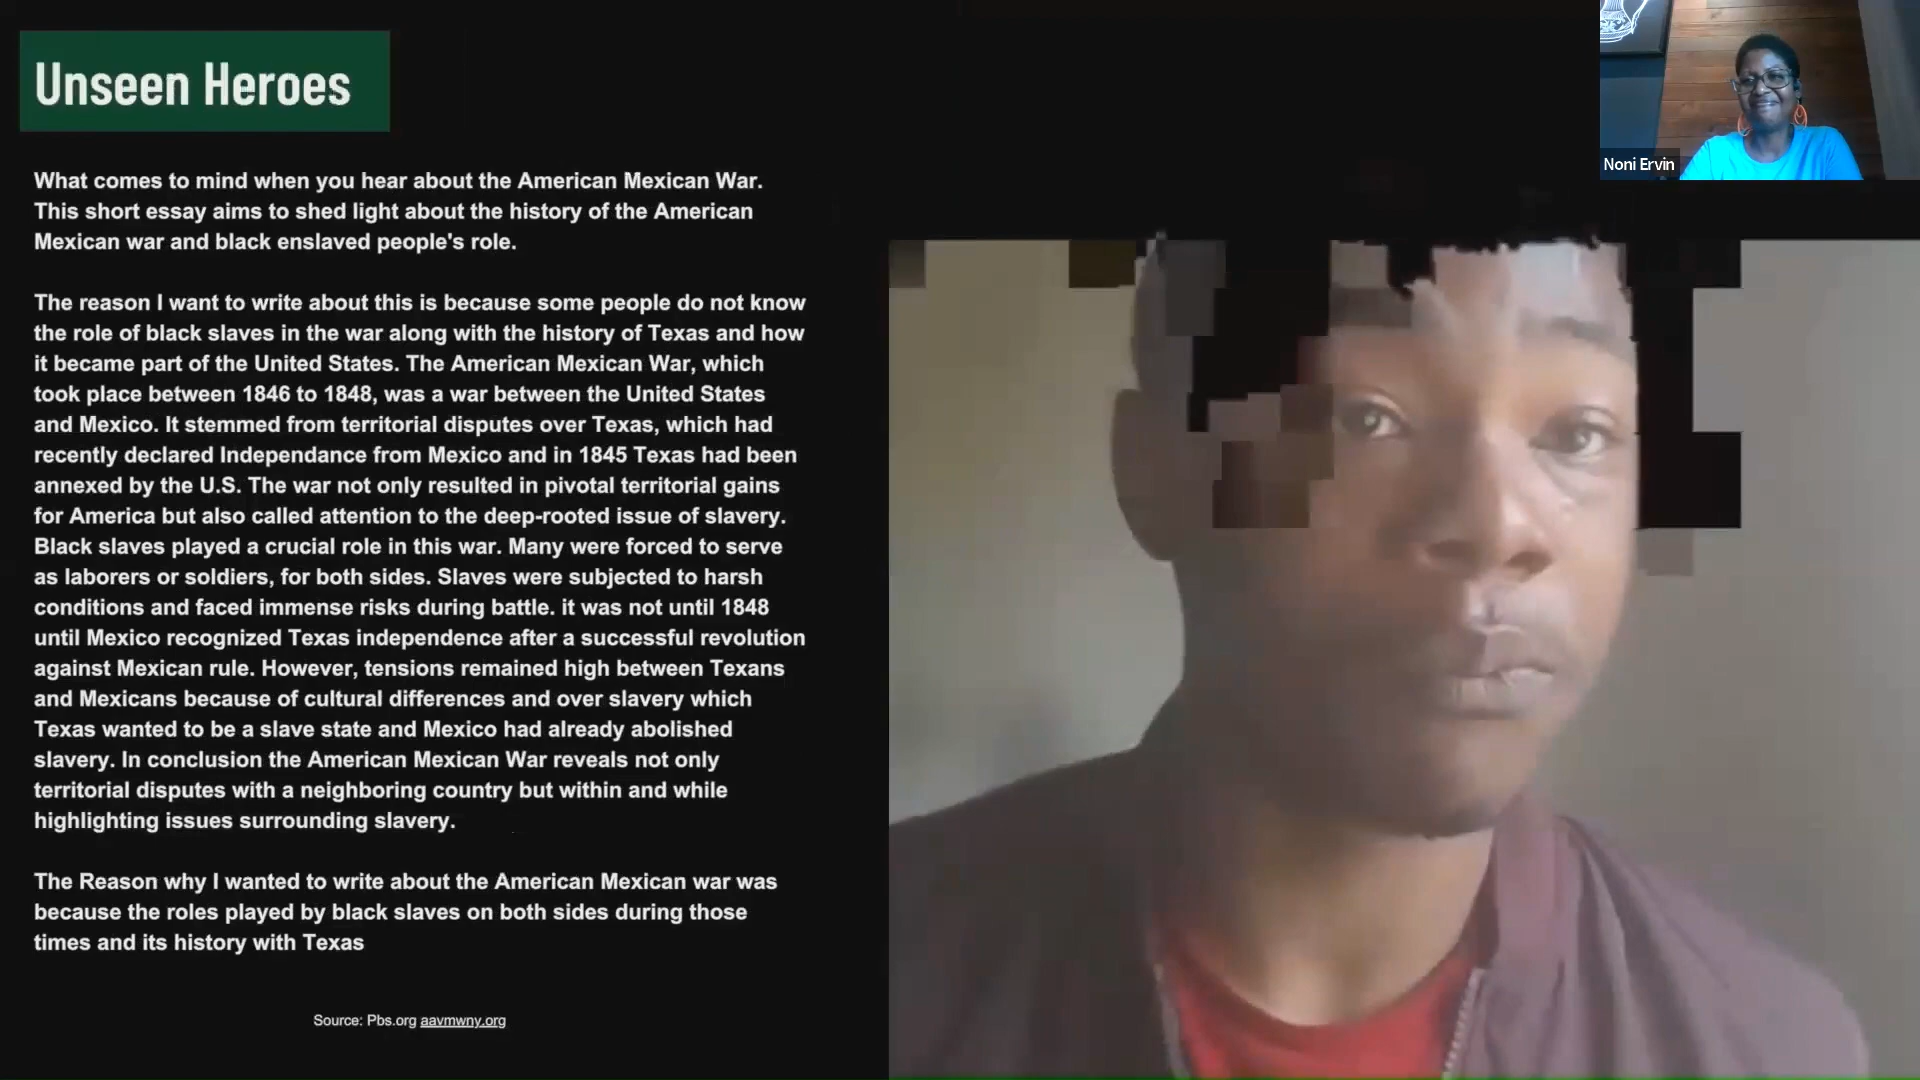 Unseen Heroes
Noni Ervin
What comes to mind when you hear about the American Mexican War.
This short essay aims to shed light about the history of the American
Mexican war and black enslaved people's role.
The reason I want to write about this is because some people do not know
the role of black slaves in the war along with the history of Texas and how
it became part of the United States. The American Mexican War, which
took place between 1846 to 1848, was a war between the United States
and Mexico. It stemmed from territorial disputes over Texas, which had
recently declared Independance from Mexico and in 1845 Texas had been
annexed by the U.S. The war not only resulted in pivotal territorial gains
for America but also called attention to the deep-rooted issue of slavery.
Black slaves played a crucial role in this war. Many were forced to serve
as laborers or soldiers, for both sides. Slaves were subjected to harsh
conditions and faced immense risks during battle. it was not until 1848
until Mexico recognized Texas independence after a successful revolution
against Mexican rule. However, tensions remained high between Texans
and Mexicans because of cultural differences and over slavery which
Texas wanted to be a slave state and Mexico had already abolished
slavery. In conclusion the American Mexican War reveals not only
territorial disputes with a neighboring country but within and while
highlighting issues surrounding slavery.
The Reason why I wanted to write about the American Mexican war was
because the roles played by black slaves on both sides during those
times and its history with Texas
Source: Pbs.org aavmwny.org